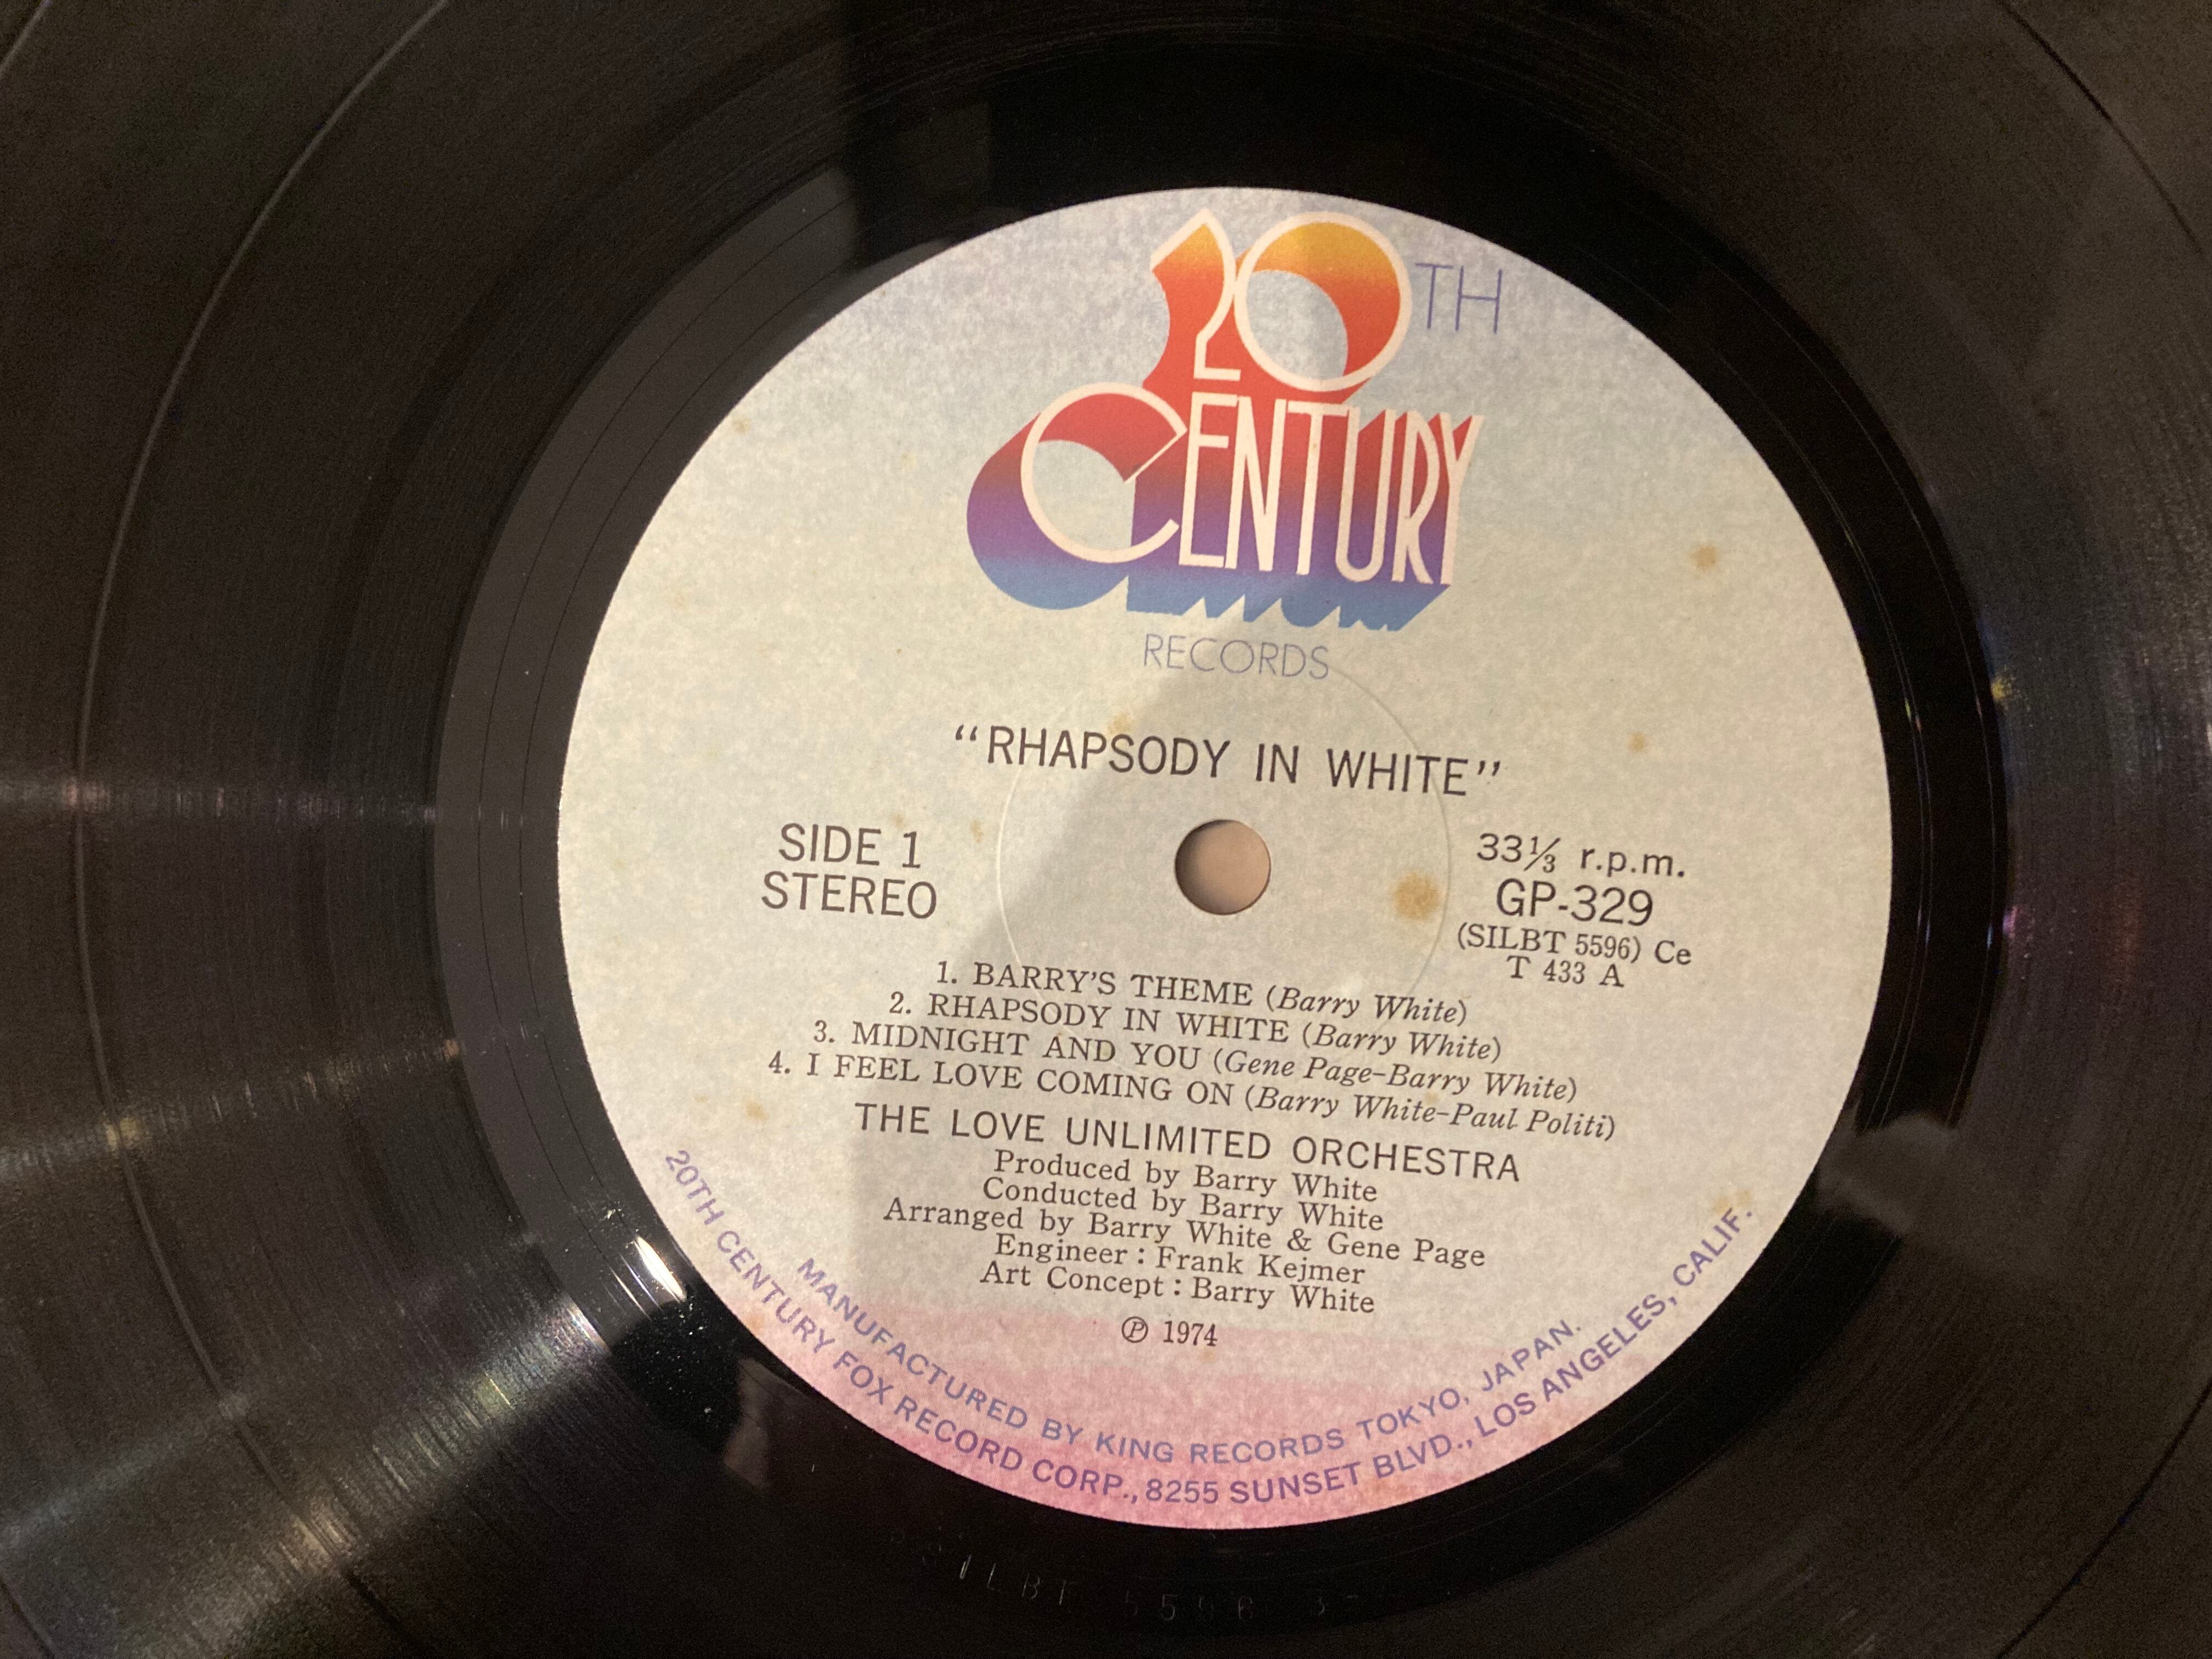 20TH
CENTURY
RECORDS
“RHAPSODY IN WHITE”
SIDE 1
STEREO
33⅓ r.p.m.
GP-329
(SILBT 5596) Ce
T 433 A
1. BARRY’S THEME (Barry White)
2. RHAPSODY IN WHITE (Barry White)
3. MIDNIGHT AND YOU (Gene Page-Barry White)
4. I FEEL LOVE COMING ON (Barry White-Paul Politi)
THE LOVE UNLIMITED ORCHESTRA
Produced by Barry White
Conducted by Barry White
Arranged by Barry White & Gene Page
Engineer : Frank Kejmer
Art Concept : Barry White
℗ 1974
MANUFACTURED BY KING RECORDS TOKYO, JAPAN.
20TH CENTURY FOX RECORD CORP., 8255 SUNSET BLVD., LOS ANGELES, CALIF.
SILBT 5596 3-